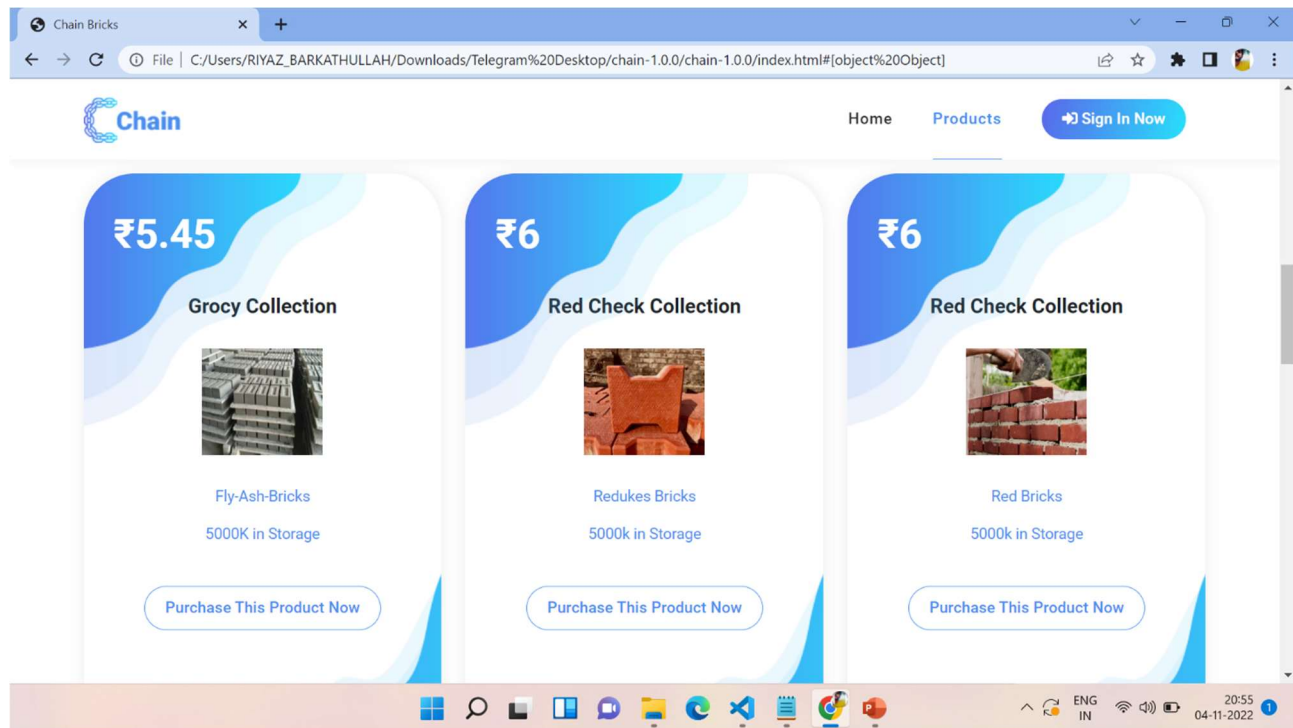 Chain Bricks
File | C:/Users/RIYAZ_BARKATHULLAH/Downloads/Telegram%20Desktop/chain-1.0.0/chain-1.0.0/index.html#[object%20Object]
Chain
Home Products Sign In Now
₹5.45 ₹6 ₹6
Grocy Collection Red Check Collection Red Check Collection
Fly-Ash-Bricks Redukes Bricks Red Bricks
5000K in Storage 5000k in Storage 5000k in Storage
Purchase This Product Now Purchase This Product Now Purchase This Product Now
ENG 20:55
IN 04-11-2022 1